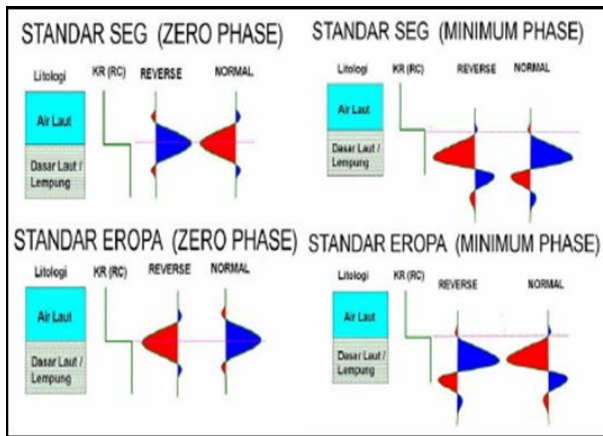 STANDAR SEG (ZERO PHASE)
Litologi KR (RC) REVERSE NORMAL
Air Laut
Dasar Laut /
Lempung
STANDAR SEG (MINIMUM PHASE)
Litologi KR (RC) REVERSE NORMAL
Air Laut
Dasar Laut /
Lempung
STANDAR EROPA (ZERO PHASE)
Litologi KR (RC) REVERSE NORMAL
Air Laut
Dasar Laut /
Lempung
STANDAR EROPA (MINIMUM PHASE)
Litologi KR (RC) REVERSE NORMAL
Air Laut
Dasar Laut /
Lempung